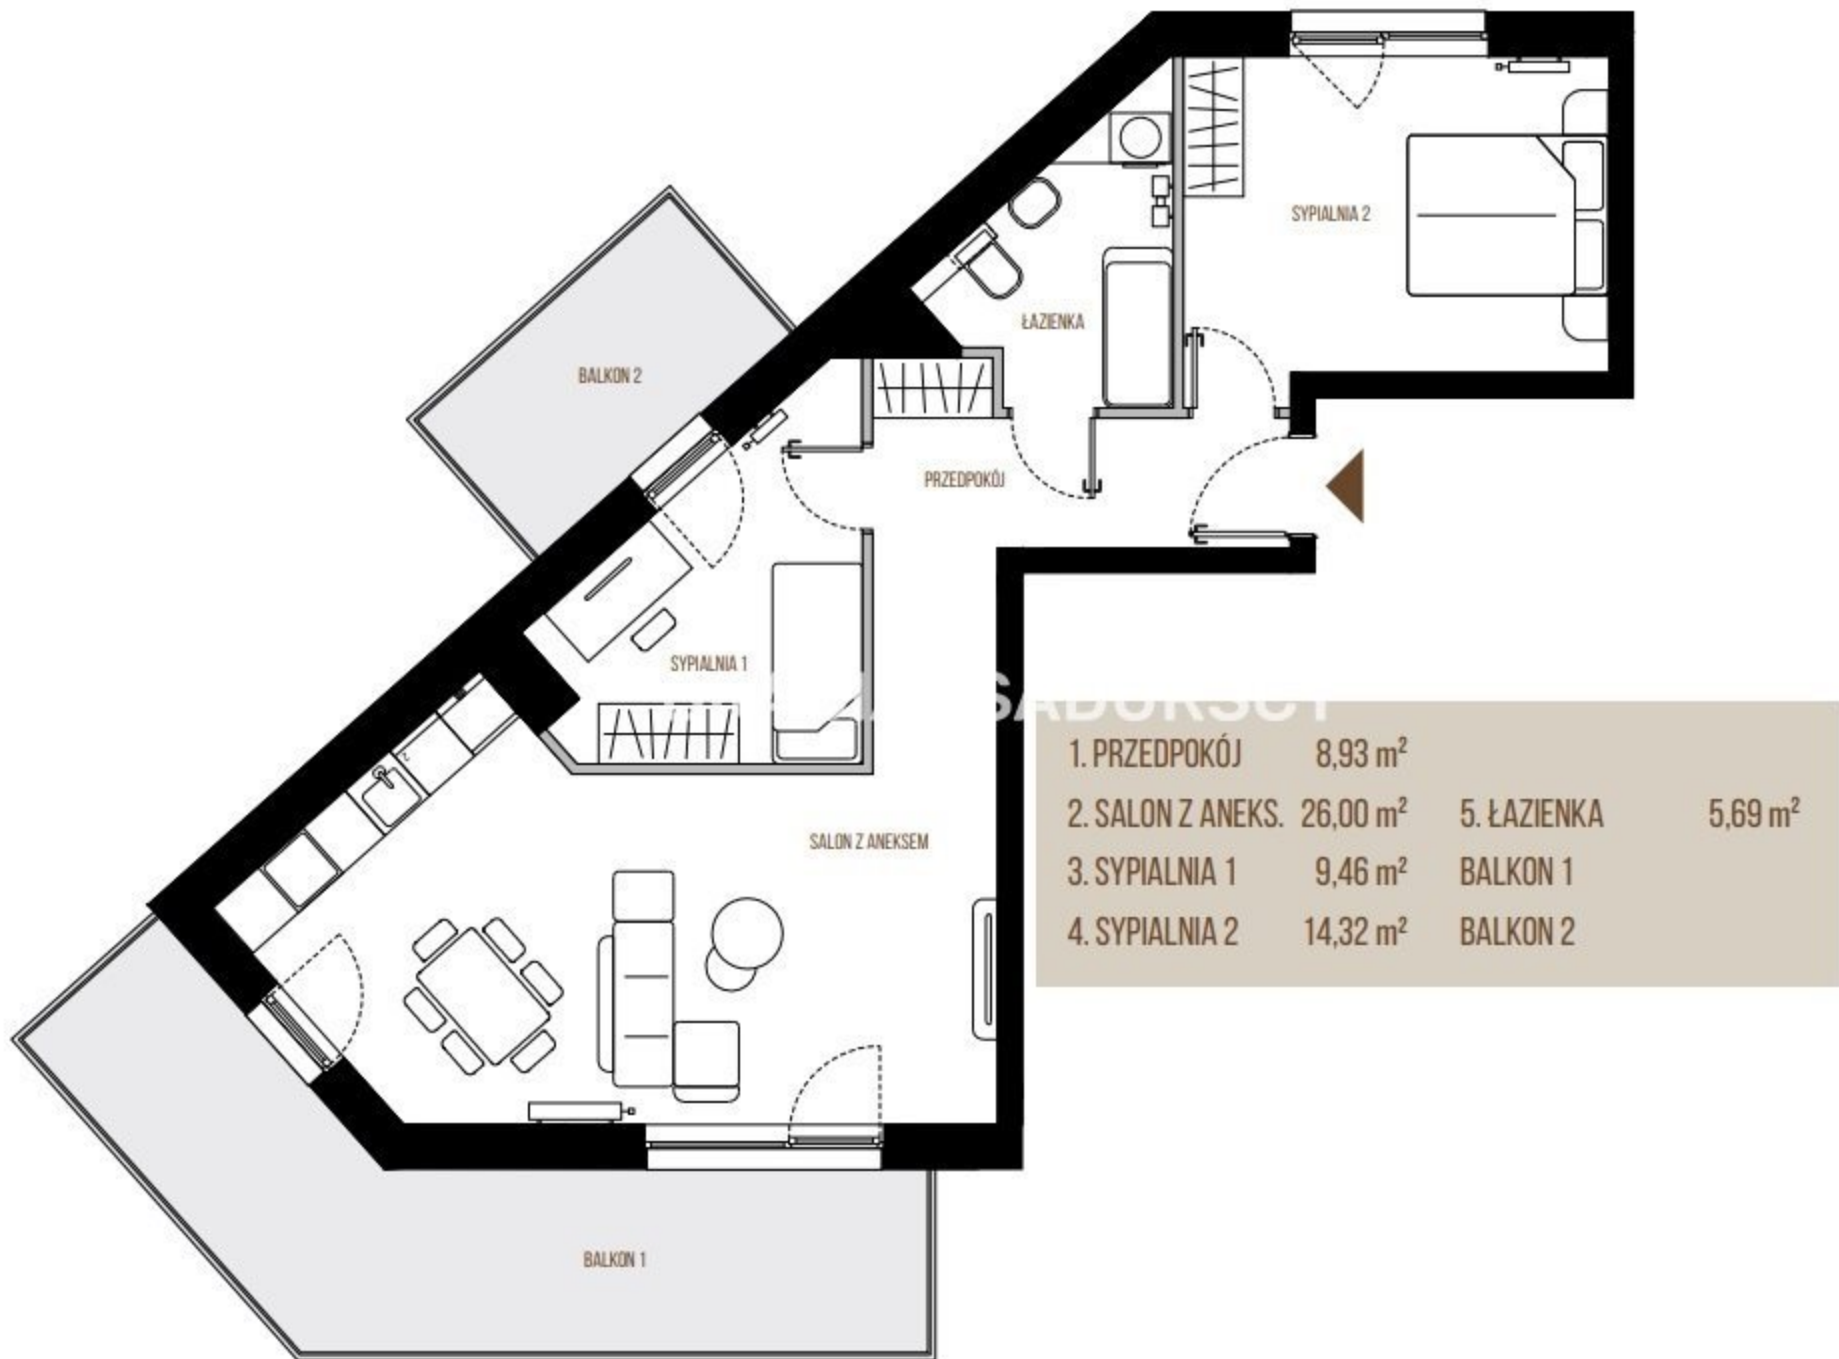 SYPIALNIA 2
ŁAZIENKA
BALKON 2
PRZEDPOKÓJ
SYPIALNIA 1
SALON Z ANEKSEM
BALKON 1
1. PRZEDPOKÓJ 8,93 m²
2. SALON Z ANEKS. 26,00 m² 5. ŁAZIENKA 5,69 m²
3. SYPIALNIA 1 9,46 m² BALKON 1
4. SYPIALNIA 2 14,32 m² BALKON 2